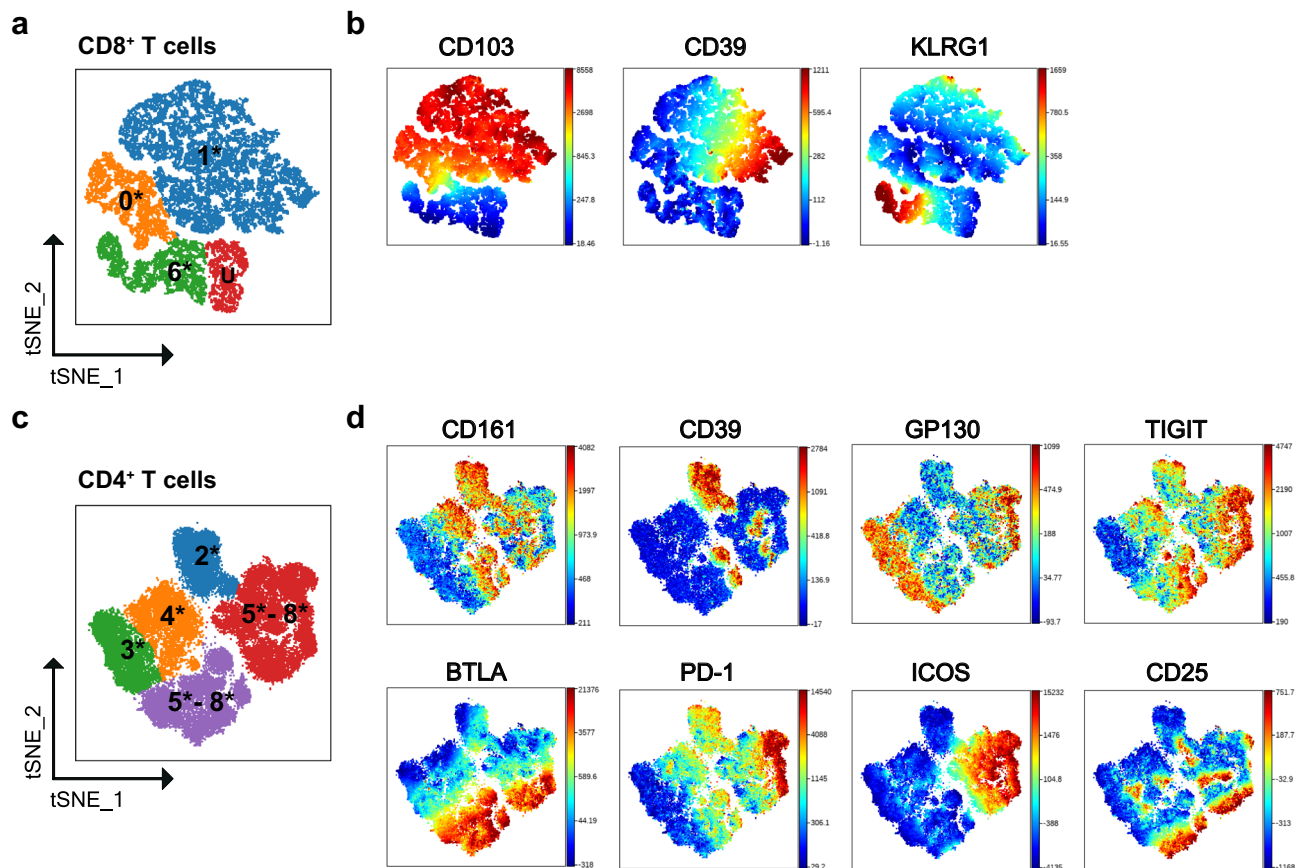 a
CD8⁺ T cells
1*
0*
6*
U
tSNE_2
tSNE_1
b
CD103
8558
2698
845.3
247.8
18.46
CD39
1211
595.4
282
112
-1.16
KLRG1
1659
780.5
358
144.9
16.55
c
CD4⁺ T cells
2*
4*
5*- 8*
3*
5*- 8*
tSNE_2
tSNE_1
d
CD161
4082
1997
973.9
468
211
CD39
2784
1091
418.8
136.9
-17
GP130
1099
474.9
188
34.77
-93.7
TIGIT
4747
2190
1007
455.8
190
BTLA
21376
3577
589.6
44.19
-318
PD-1
14540
4088
1145
306.1
29.2
ICOS
15232
1476
104.8
-388
-4135
CD25
751.7
187.7
-32.9
-313
-1168